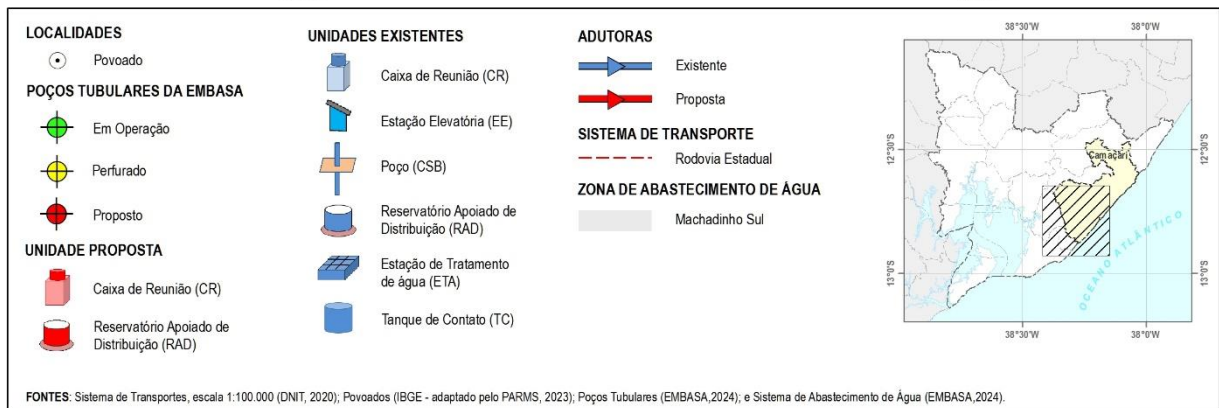 LOCALIDADES
Povoado
POÇOS TUBULARES DA EMBASA
Em Operação
Perfurado
Proposto
UNIDADE PROPOSTA
Caixa de Reunião (CR)
Reservatório Apoiado de
Distribuição (RAD)
UNIDADES EXISTENTES
Caixa de Reunião (CR)
Estação Elevatória (EE)
Poço (CSB)
Reservatório Apoiado de
Distribuição (RAD)
Estação de Tratamento
de água (ETA)
Tanque de Contato (TC)
ADUTORAS
Existente
Proposta
SISTEMA DE TRANSPORTE
Rodovia Estadual
ZONA DE ABASTECIMENTO DE ÁGUA
Machadinho Sul
38°30'W
38°0'W
12°30'S
12°30'S
Camaçari
OCEANO ATLÂNTICO
13°0'S
13°0'S
38°30'W
38°0'W
FONTES: Sistema de Transportes, escala 1:100.000 (DNIT, 2020); Povoados (IBGE - adaptado pelo PARMS, 2023); Poços Tubulares (EMBASA,2024); e Sistema de Abastecimento de Água (EMBASA,2024).